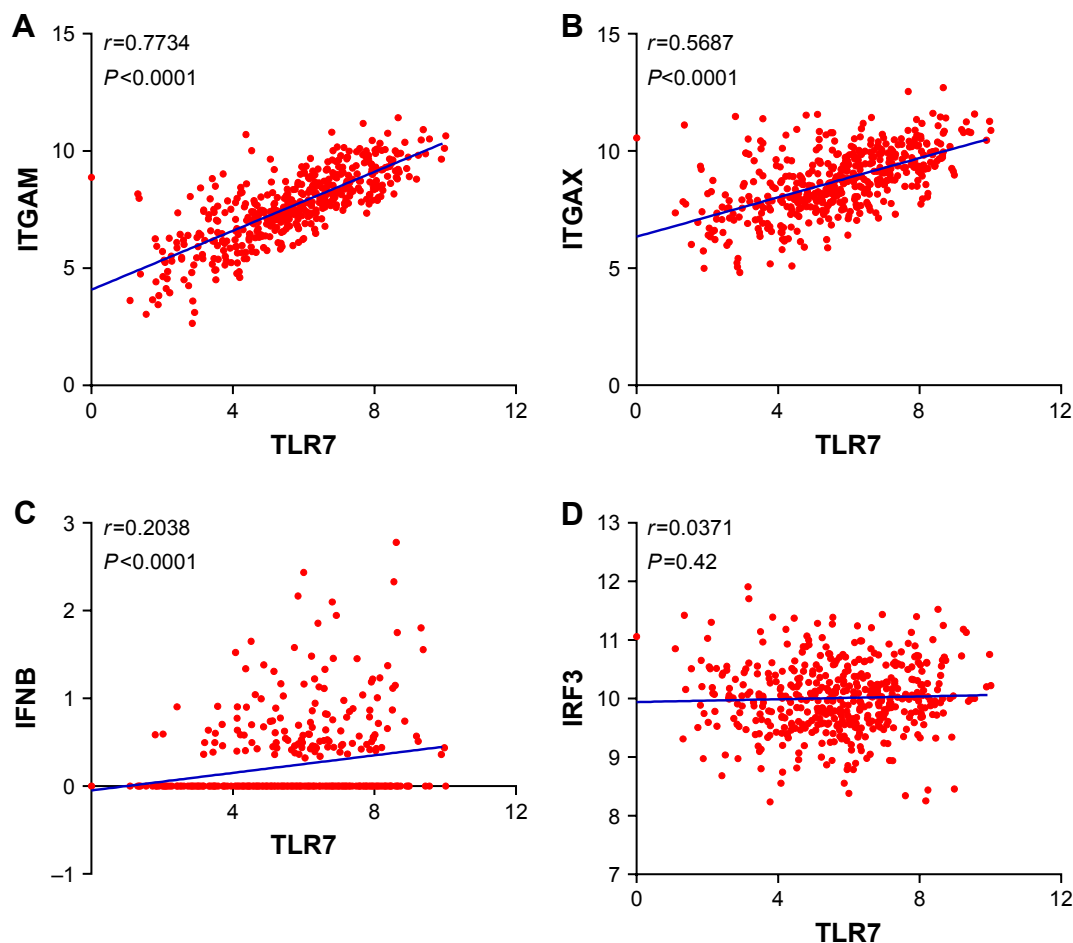 A
r=0.7734
P<0.0001
ITGAM
15
10
5
0
0
4
8
12
TLR7
B
r=0.5687
P<0.0001
ITGAX
15
10
5
0
0
4
8
12
TLR7
C
r=0.2038
P<0.0001
IFNB
3
2
1
0
–1
4
8
12
TLR7
D
r=0.0371
P=0.42
IRF3
13
12
11
10
9
8
7
0
4
8
12
TLR7